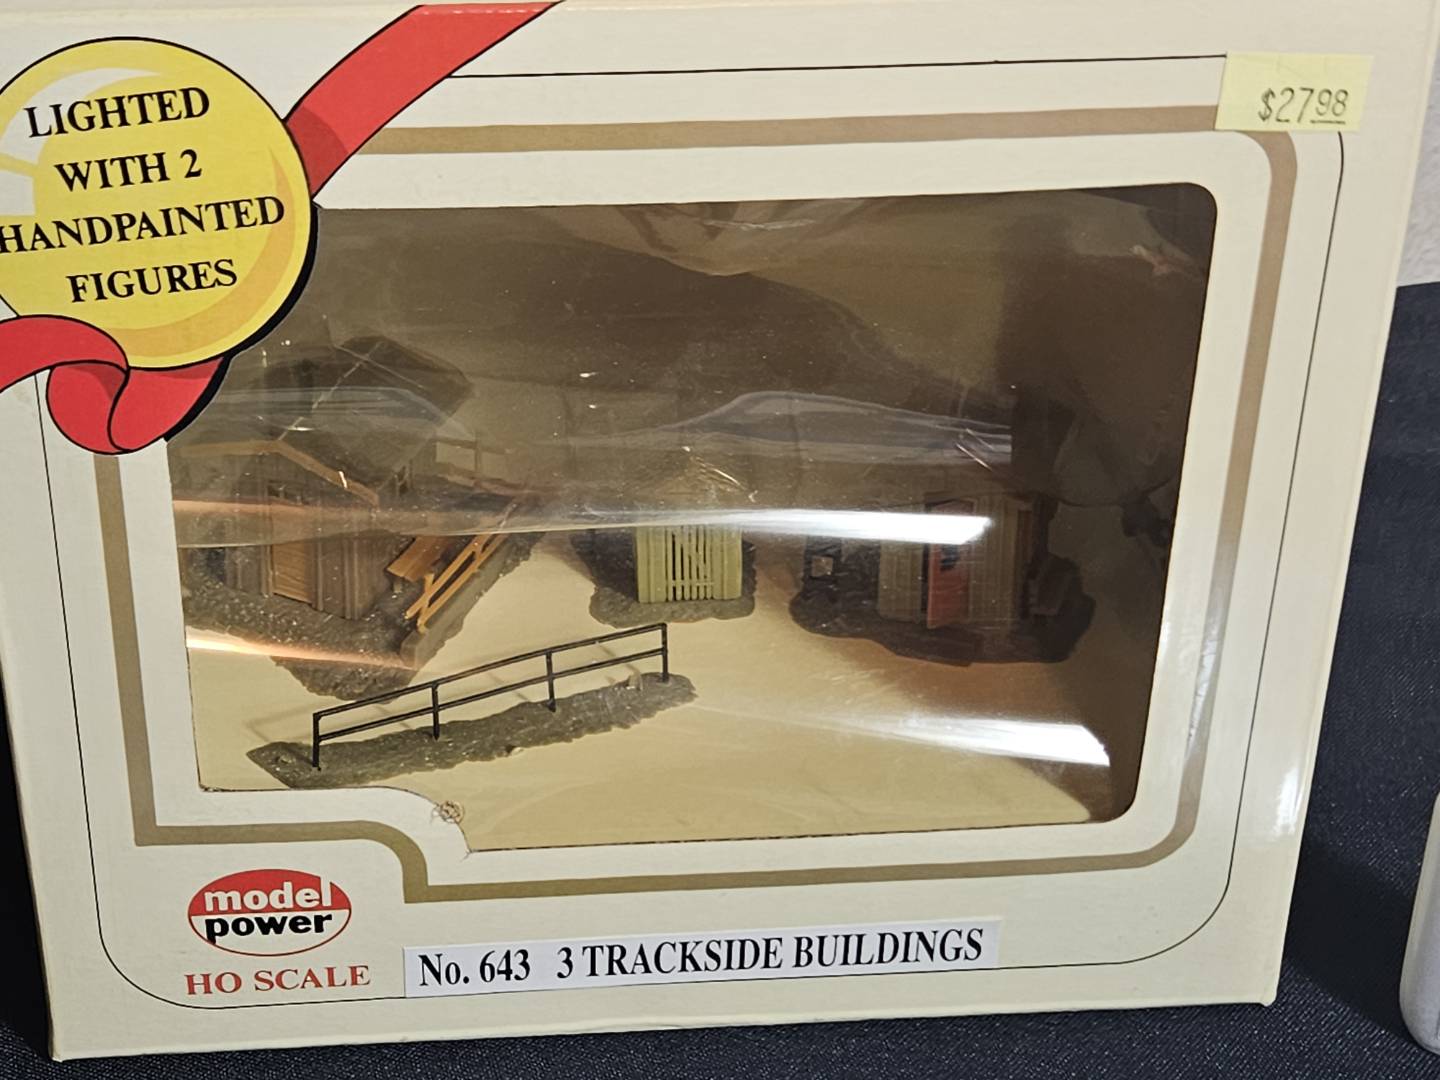 LIGHTED
WITH 2
HANDPAINTED
FIGURES
$27.98
model
power
HO SCALE
No. 643 3 TRACKSIDE BUILDINGS